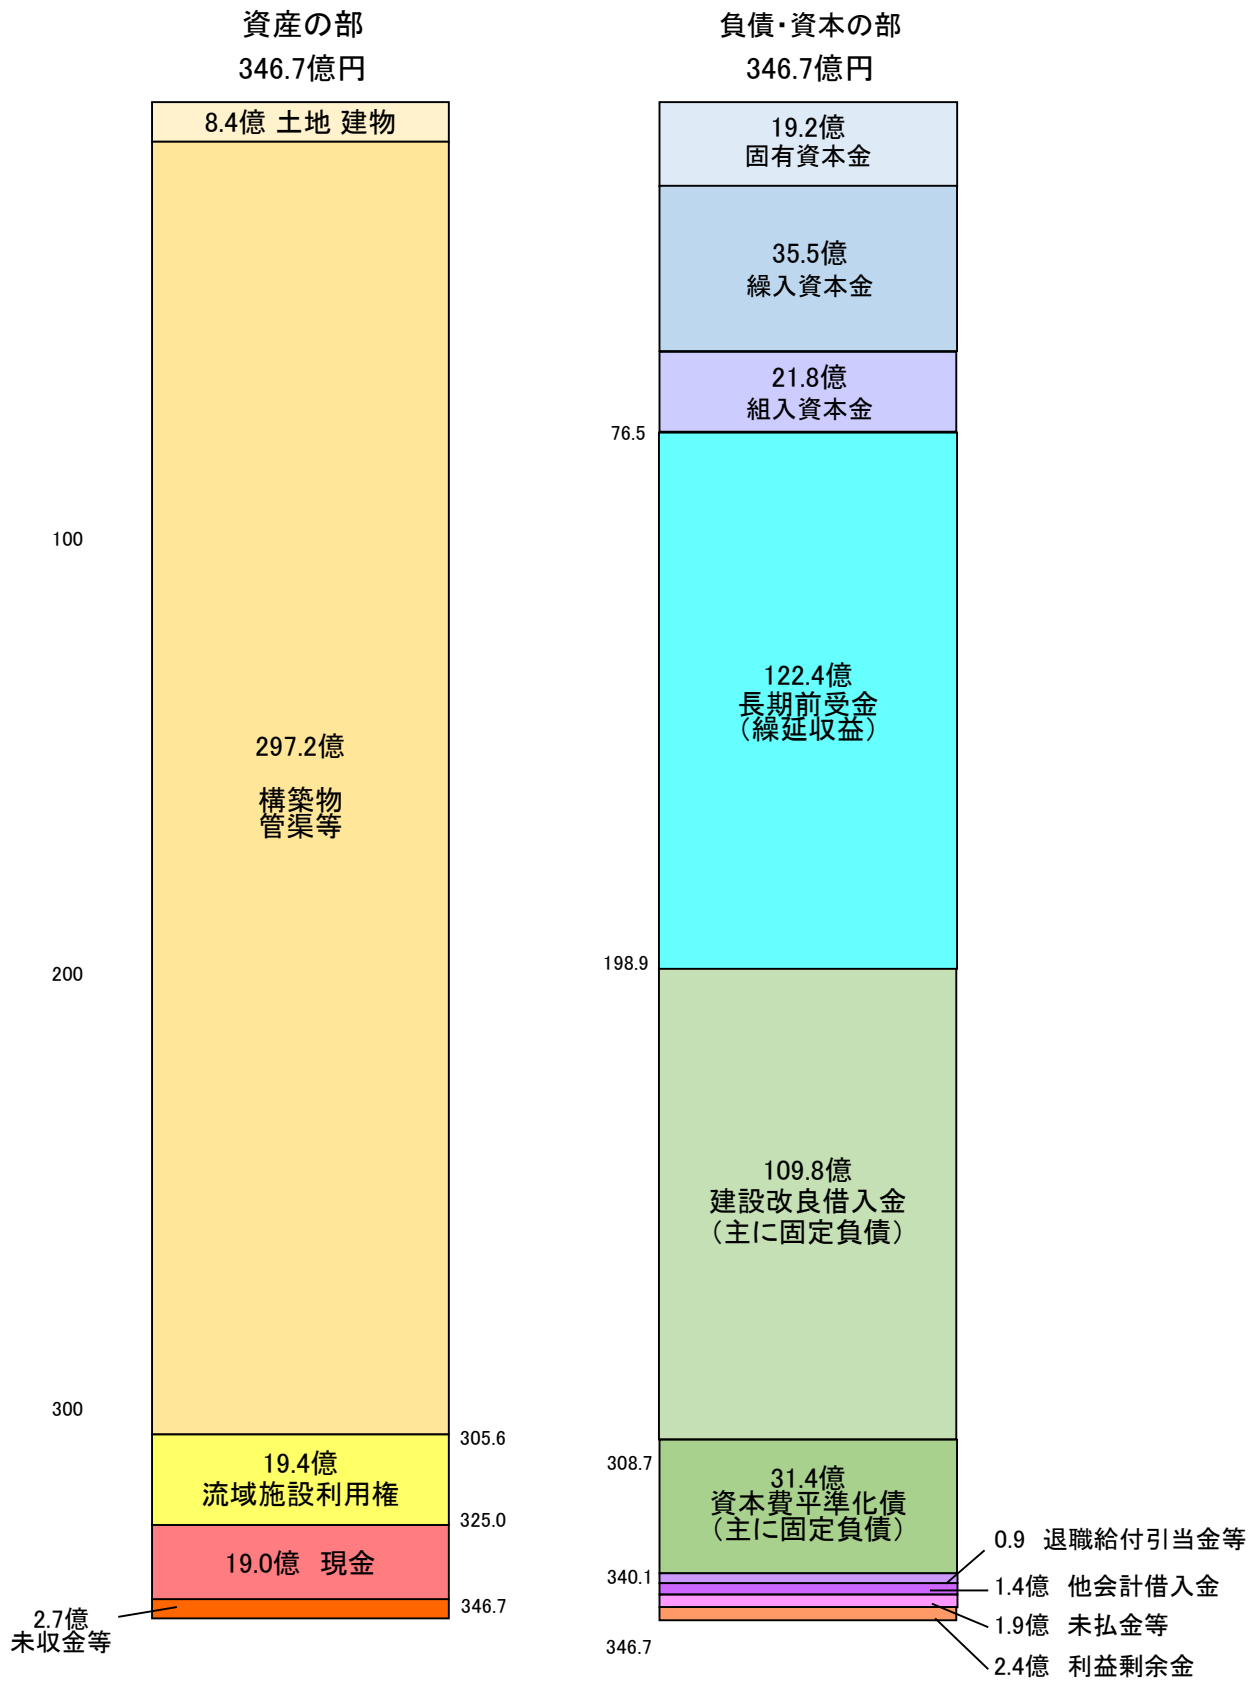 資産の部
346.7億円
8.4億 土地 建物
100
297.2億
構築物
管渠等
200
300
305.6
19.4億
流域施設利用権
325.0
19.0億 現金
346.7
2.7億
未収金等
負債・資本の部
346.7億円
19.2億
固有資本金
35.5億
繰入資本金
21.8億
組入資本金
76.5
122.4億
長期前受金
（繰延収益）
198.9
109.8億
建設改良借入金
（主に固定負債）
308.7
31.4億
資本費平準化債
（主に固定負債）
0.9 退職給付引当金等
340.1
1.4億 他会計借入金
1.9億 未払金等
346.7
2.4億 利益剰余金